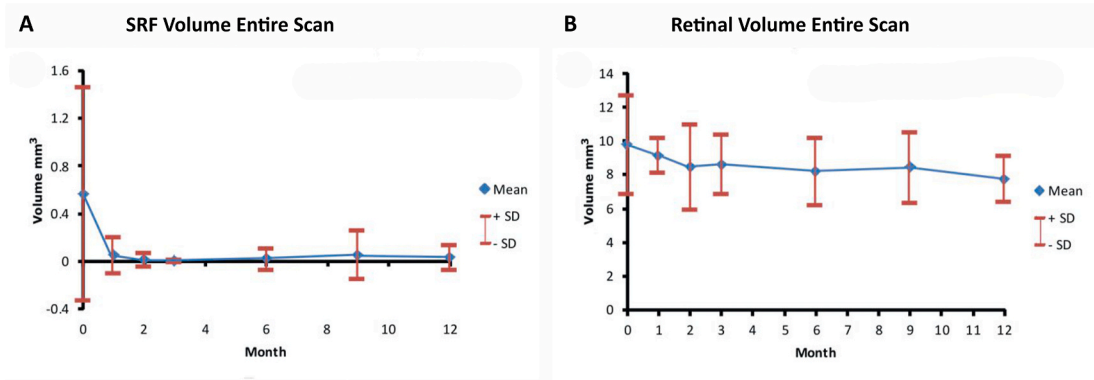 A
SRF Volume Entire Scan
1.6
1.2
0.8
0.4
0
-0.4
Volume mm³
0 2 4 6 8 10 12
Month
Mean
+ SD
- SD
B
Retinal Volume Entire Scan
14
12
10
8
6
4
2
0
Volume mm³
0 1 2 3 4 5 6 7 8 9 10 11 12
Month
Mean
+ SD
- SD